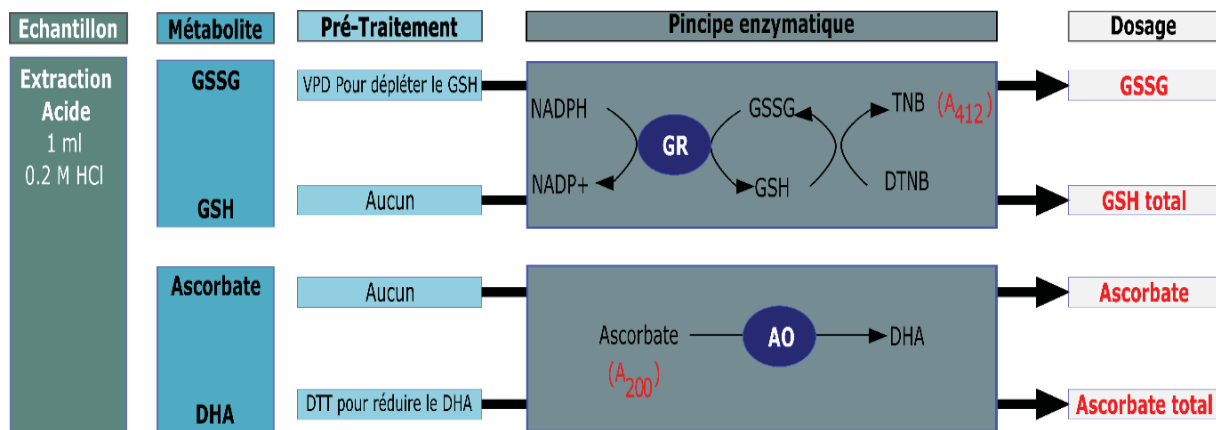 Echantillon
Métabolite
Pré-Traitement
Pincipe enzymatique
Dosage
Extraction
Acide
1 ml
0.2 M HCl
GSSG
GSH
VPD Pour dépléter le GSH
Aucun
NADPH
NADP+
GR
GSSG
GSH
TNB (A412)
DTNB
GSSG
GSH total
Ascorbate
DHA
Aucun
DTT pour réduire le DHA
Ascorbate
(A200)
AO
DHA
Ascorbate
Ascorbate total